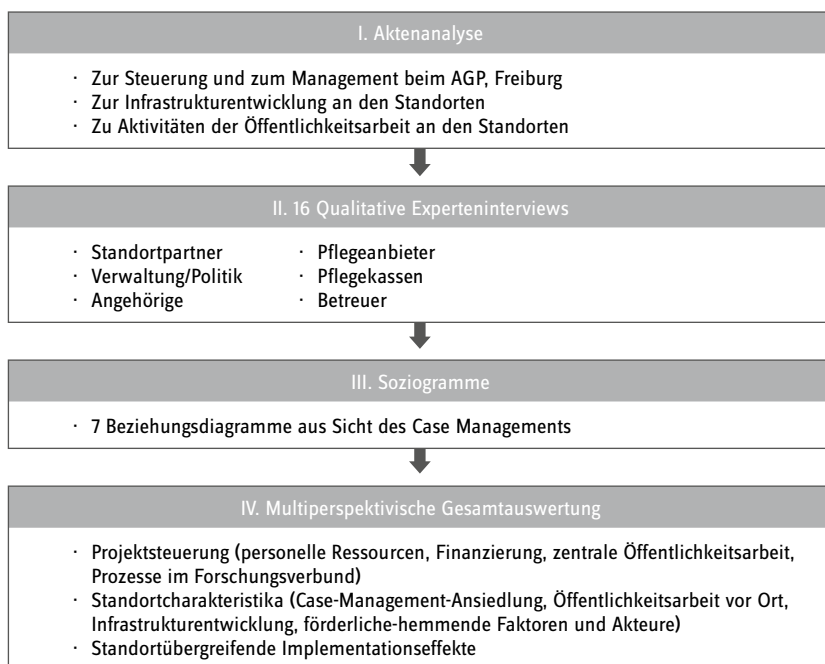 I. Aktenanalyse
· Zur Steuerung und zum Management beim AGP, Freiburg
· Zur Infrastrukturentwicklung an den Standorten
· Zu Aktivitäten der Öffentlichkeitsarbeit an den Standorten
II. 16 Qualitative Experteninterviews
· Standortpartner · Pflegeanbieter
· Verwaltung/Politik · Pflegekassen
· Angehörige · Betreuer
III. Soziogramme
· 7 Beziehungsdiagramme aus Sicht des Case Managements
IV. Multiperspektivische Gesamtauswertung
· Projektsteuerung (personelle Ressourcen, Finanzierung, zentrale Öffentlichkeitsarbeit,
Prozesse im Forschungsverbund)
· Standortcharakteristika (Case-Management-Ansiedlung, Öffentlichkeitsarbeit vor Ort,
Infrastrukturentwicklung, förderliche-hemmende Faktoren und Akteure)
· Standortübergreifende Implementationseffekte